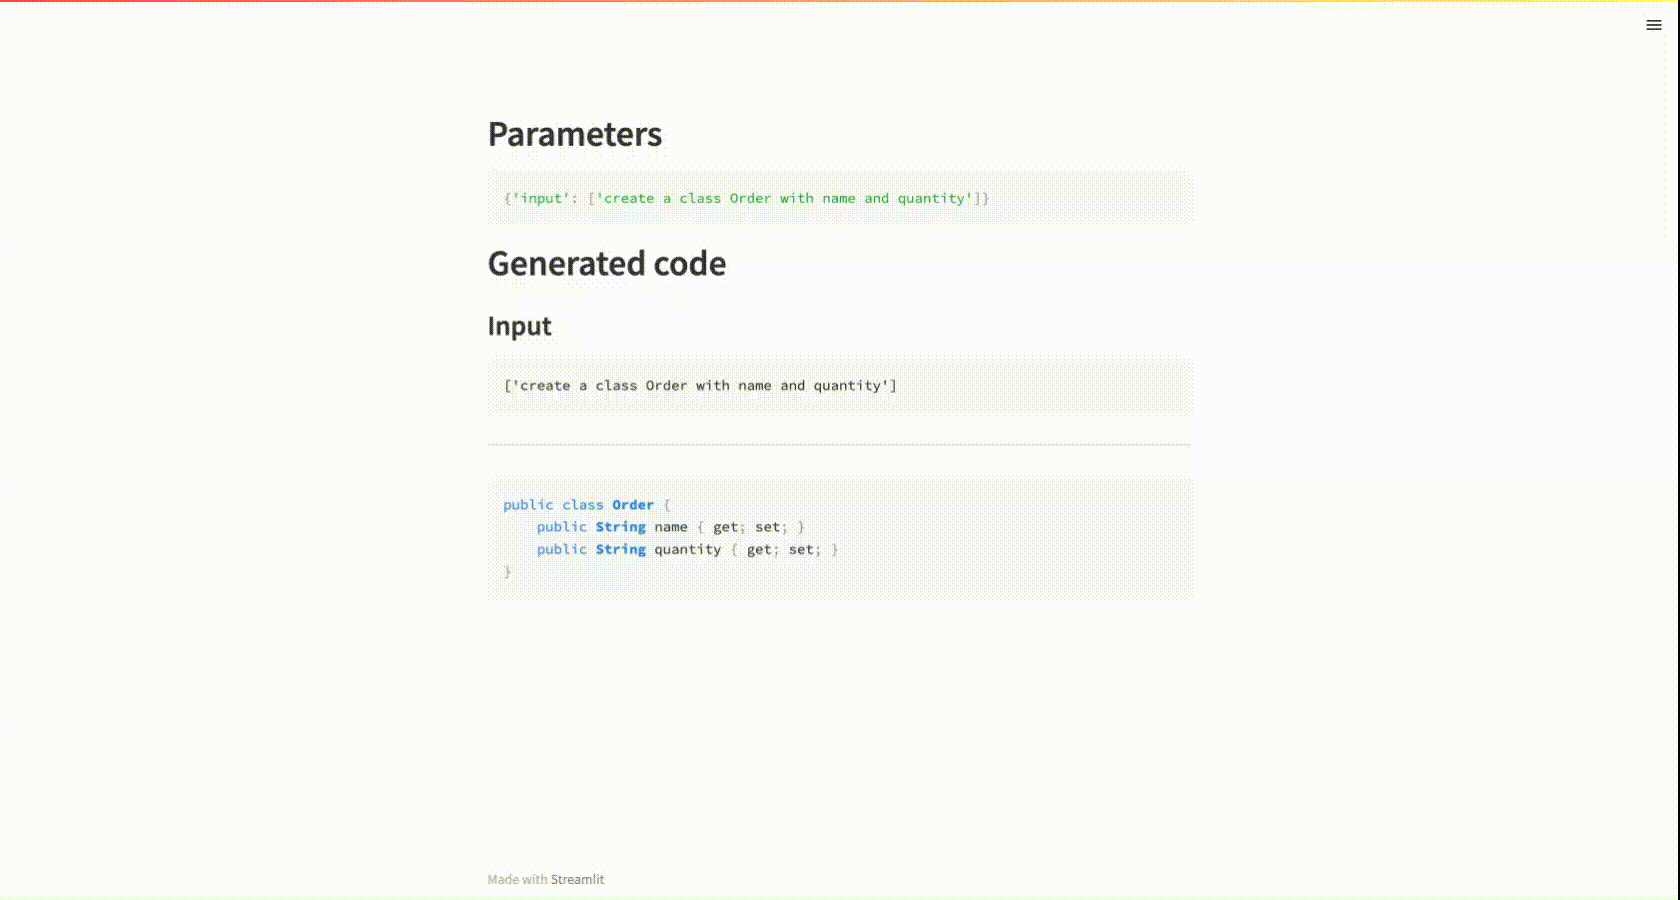 Parameters
{'input': ['create a class Order with name and quantity']}
Generated code
Input
['create a class Order with name and quantity']
public class Order {
    public String name { get; set; }
    public String quantity { get; set; }
}
Made with Streamlit